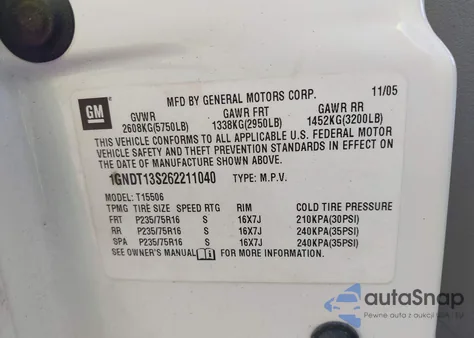 GM
MFD BY GENERAL MOTORS CORP. 11/05
GVWR GAWR FRT GAWR RR
2608KG(5750LB) 1338KG(2950LB) 1452KG(3200LB)
THIS VEHICLE CONFORMS TO ALL APPLICABLE U.S. FEDERAL MOTOR
VEHICLE SAFETY AND THEFT PREVENTION STANDARDS IN EFFECT ON
THE DATE OF MANUFACTURE SHOWN ABOVE.
1GNDT13S262211040 TYPE: M.P.V.
MODEL: T15506
TPMG TIRE SIZE SPEED RTG RIM COLD TIRE PRESSURE
FRT P235/75R16 S 16X7J 210KPA(30PSI)
RR P235/75R16 S 16X7J 240KPA(35PSI)
SPA P235/75R16 S 16X7J 240KPA(35PSI)
SEE OWNER'S MANUAL FOR MORE INFORMATION
autoSnap
Pewne auta z aukcji